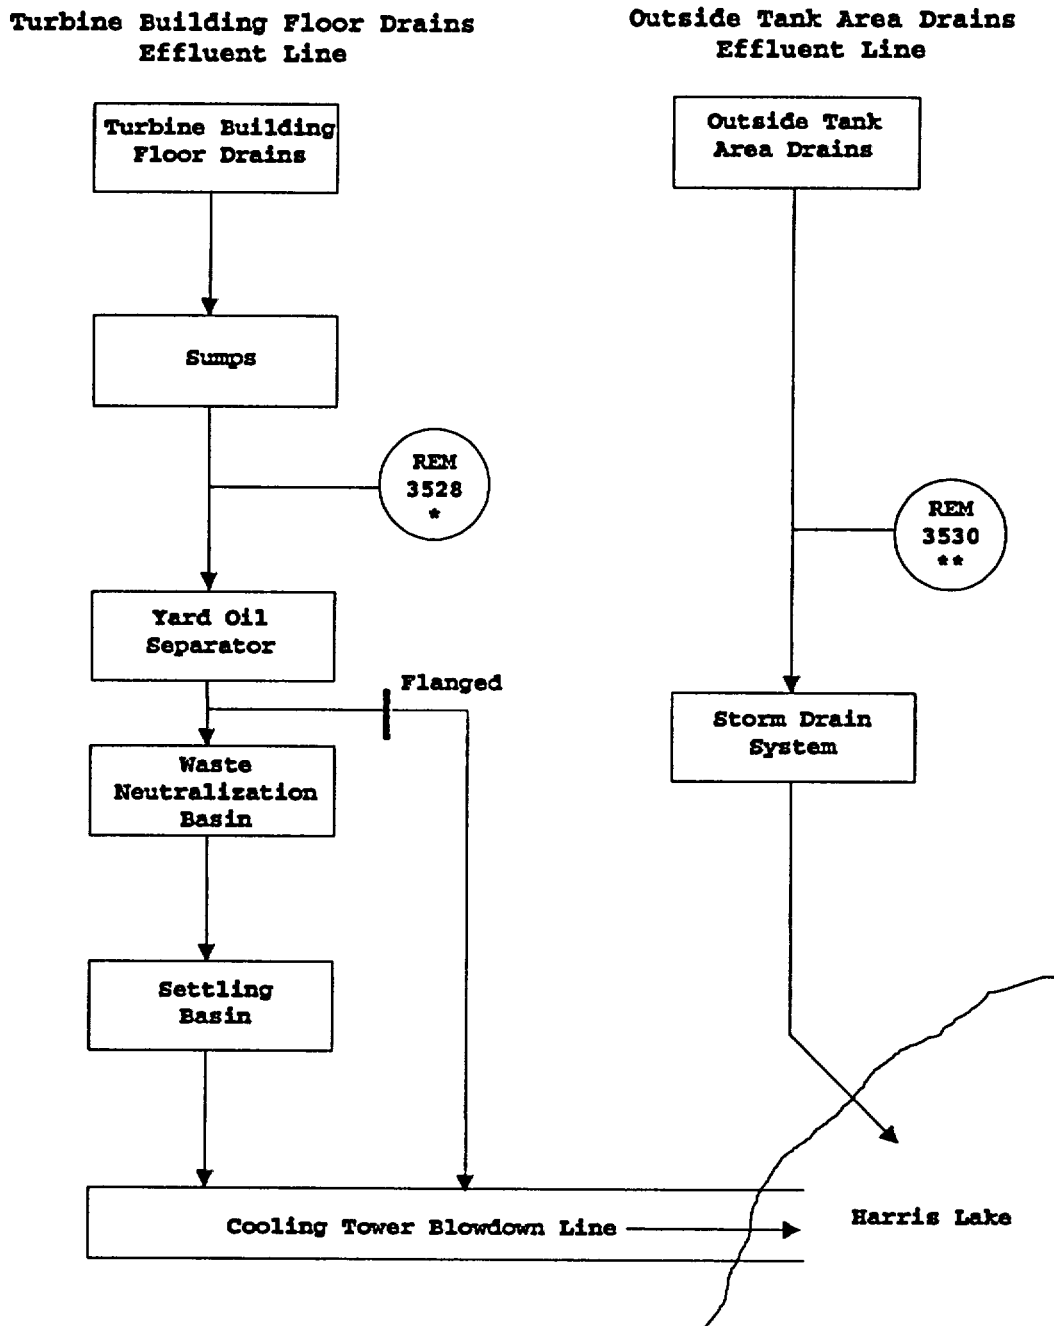 Turbine Building Floor Drains
Effluent Line
Outside Tank Area Drains
Effluent Line
Turbine Building
Floor Drains
Outside Tank
Area Drains
Sumps
REM
3528
*
REM
3530
**
Yard Oil
Separator
Flanged
Storm Drain
System
Waste
Neutralization
Basin
Settling
Basin
Cooling Tower Blowdown Line
Harris Lake